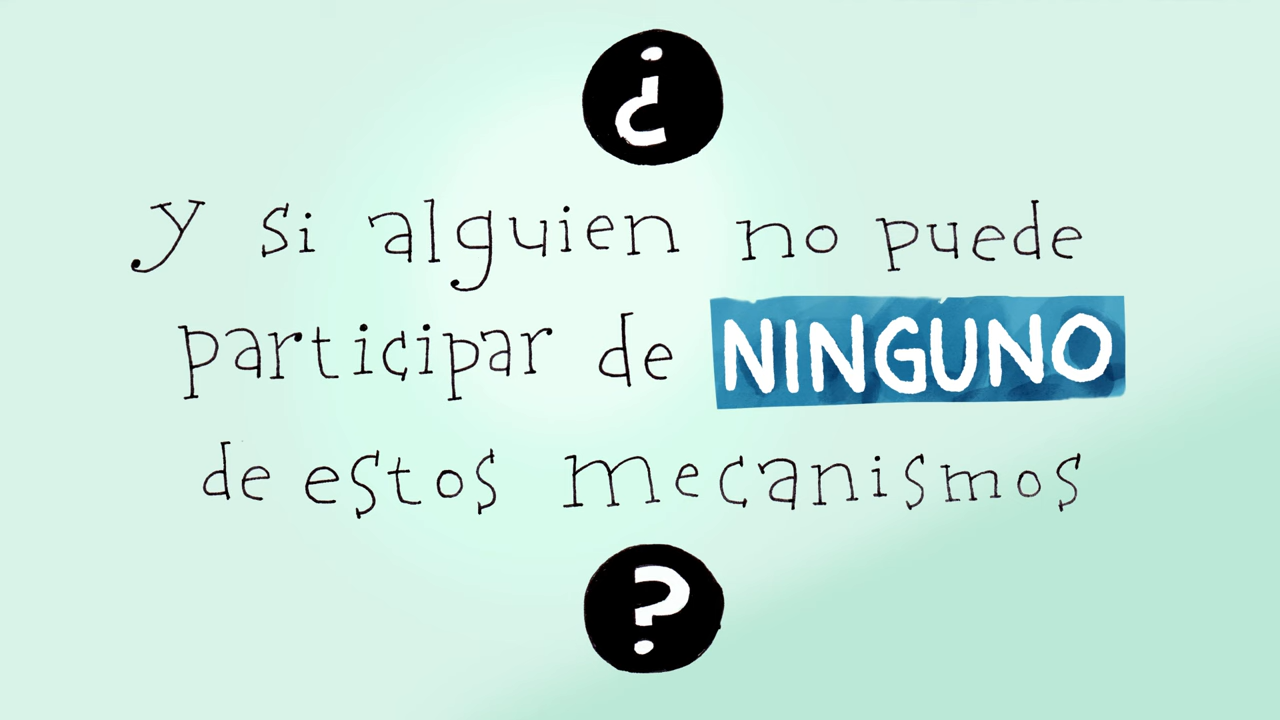 ¿
y si alguien no puede
participar de NINGUNO
de estos mecanismos
?